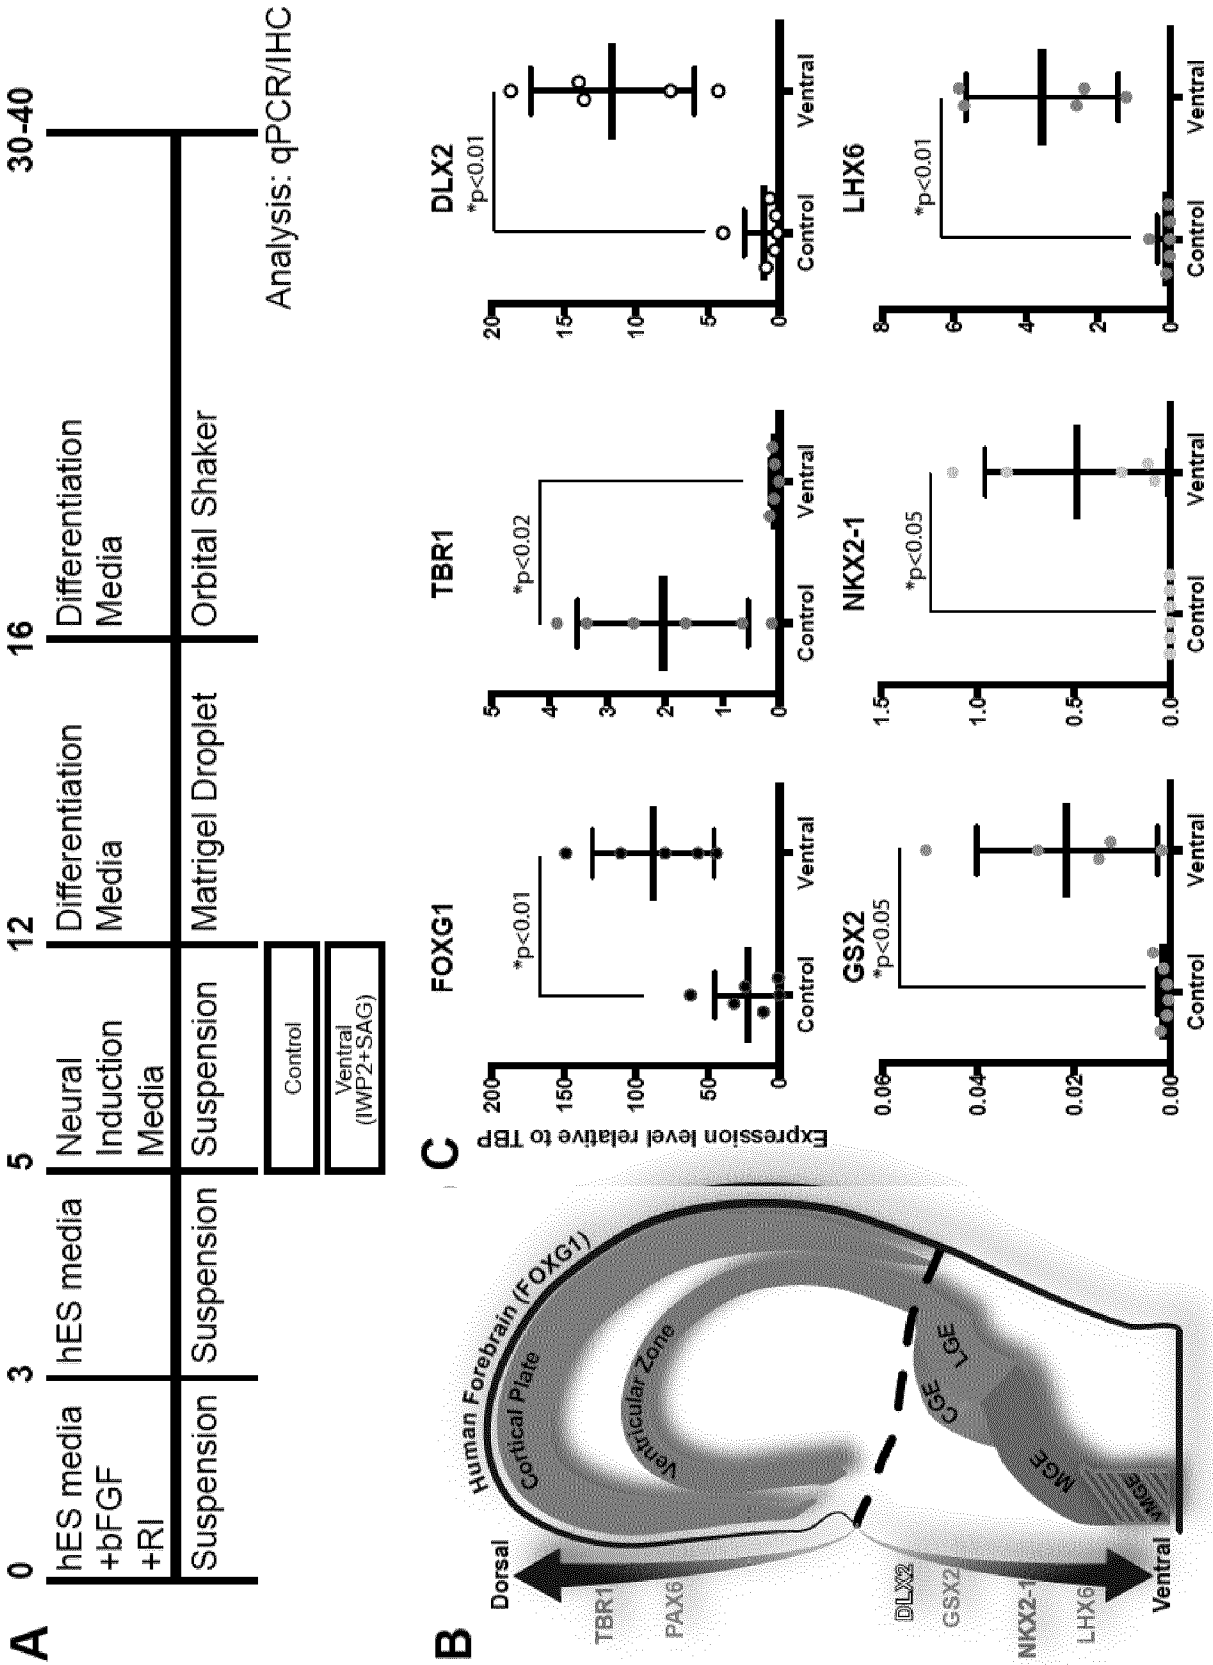 A
0 3 5 12 16 30-40
hES media
+bFGF
+RI
hES media
Neural
Induction
Media
Differentiation
Media
Differentiation
Media
Suspension
Suspension
Suspension
Matrigel Droplet
Orbital Shaker
Control
Ventral
(IWP2+SAG)
Analysis: qPCR/IHC
B
Dorsal
TBR1
PAX6
DLX2
GSX2
NKX2-1
LHX6
Ventral
Human Forebrain (FOXG1)
Cortical Plate
Ventricular Zone
CGE
LGE
MGE
vMGE
C
Expression level relative to TBP
FOXG1
*p<0.01
200
150
100
50
0
Control Ventral
TBR1
*p<0.02
5
4
3
2
1
0
Control Ventral
DLX2
*p<0.01
20
15
10
5
0
Control Ventral
GSX2
*p<0.05
0.06
0.04
0.02
0.00
Control Ventral
NKX2-1
*p<0.05
1.5
1.0
0.5
0.0
Control Ventral
LHX6
*p<0.01
8
6
4
2
0
Control Ventral